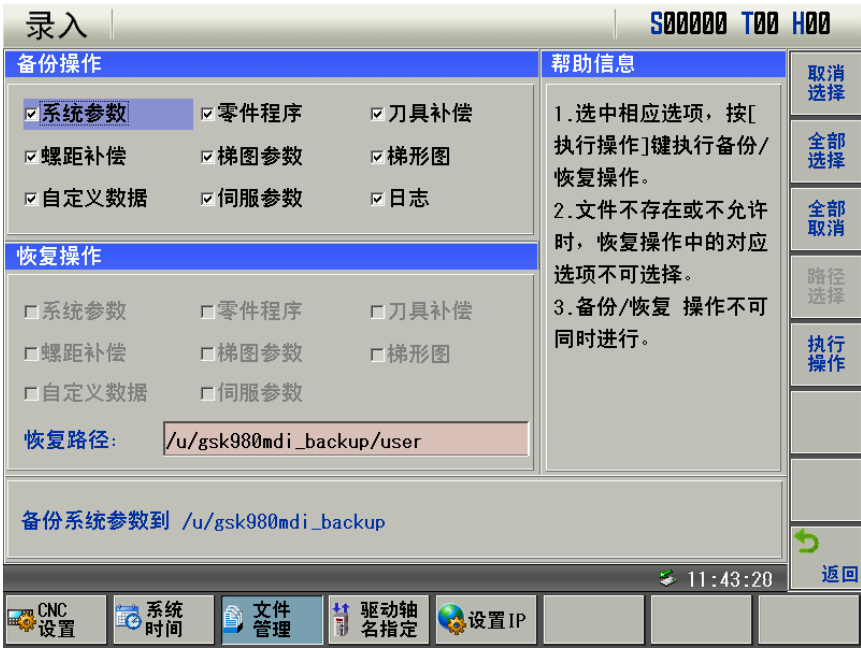 录入
S00000 T00 H00
备份操作
系统参数 零件程序 刀具补偿
螺距补偿 梯图参数 梯形图
自定义数据 伺服参数 日志
恢复操作
系统参数 零件程序 刀具补偿
螺距补偿 梯图参数 梯形图
自定义数据 伺服参数
恢复路径: /u/gsk980mdi_backup/user
备份系统参数到 /u/gsk980mdi_backup
帮助信息
1.选中相应选项，按[
执行操作]键执行备份/
恢复操作。
2.文件不存在或不允许
时，恢复操作中的对应
选项不可选择。
3.备份/恢复 操作不可
同时进行。
取消
选择
全部
选择
全部
取消
路径
选择
执行
操作
返回
11:43:28
CNC
设置
系统
时间
文件
管理
驱动轴
名指定
设置IP